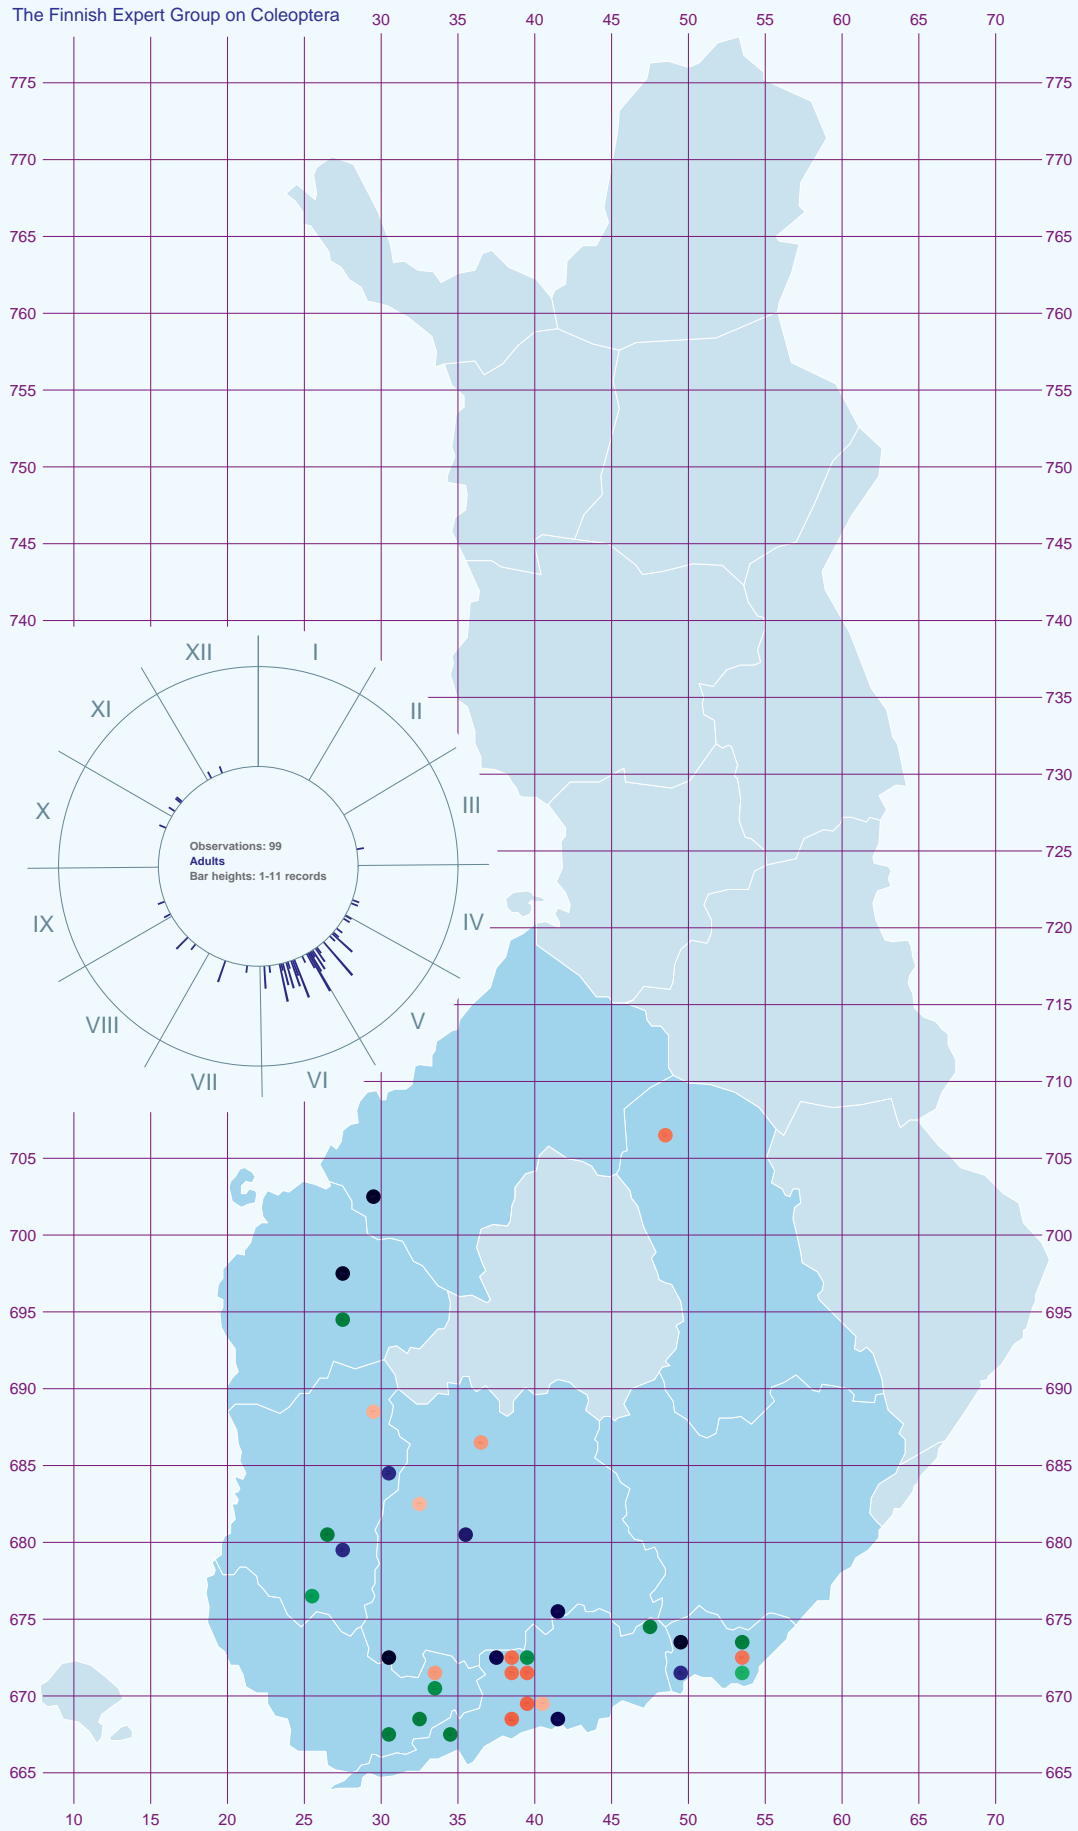 The Finnish Expert Group on Coleoptera
30 35 40 45 50 55 60 65 70
775 775
770 770
765 765
760 760
755 755
750 750
745 745
740 740
XII I
735
XI II
730
X III
Observations: 99
Adults
Bar heights: 1-11 records
725
IX IV
720
VIII V
715
VII VI
710
705 705
700 700
695 695
690 690
685 685
680 680
675 675
670 670
665 665
10 15 20 25 30 35 40 45 50 55 60 65 70